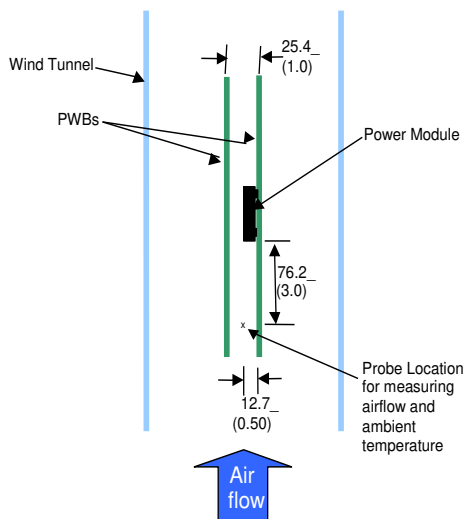 25.4_
(1.0)
Wind Tunnel
PWBs
Power Module
76.2_
(3.0)
x
Probe Location
for measuring
airflow and
ambient
temperature
12.7_
(0.50)
Air
flow